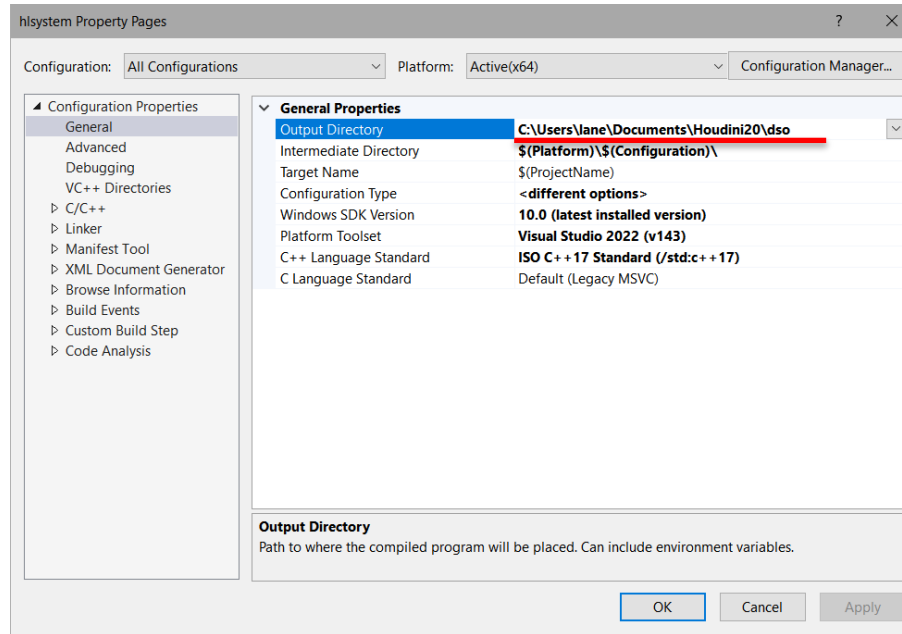 hlsystem Property Pages
? ×
Configuration: All Configurations Platform: Active(x64) Configuration Manager...
Configuration Properties
General
Advanced
Debugging
VC++ Directories
C/C++
Linker
Manifest Tool
XML Document Generator
Browse Information
Build Events
Custom Build Step
Code Analysis
General Properties
Output Directory C:\Users\lane\Documents\Houdini20\dso
Intermediate Directory $(Platform)\$(Configuration)\
Target Name $(ProjectName)
Configuration Type <different options>
Windows SDK Version 10.0 (latest installed version)
Platform Toolset Visual Studio 2022 (v143)
C++ Language Standard ISO C++17 Standard (/std:c++17)
C Language Standard Default (Legacy MSVC)
Output Directory
Path to where the compiled program will be placed. Can include environment variables.
OK Cancel Apply